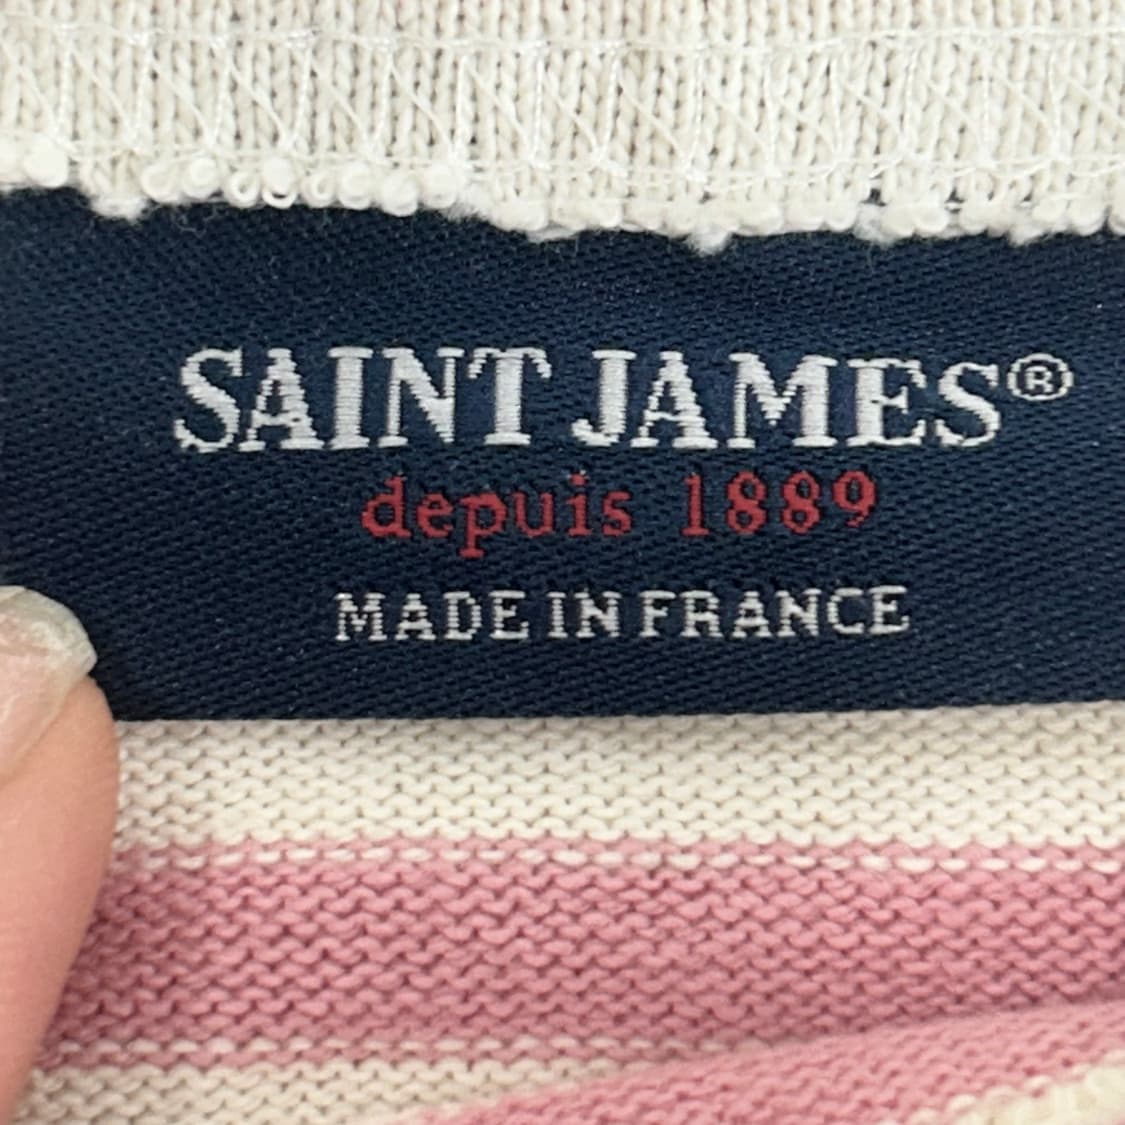 SAINT JAMES®
depuis 1889
MADE IN FRANCE